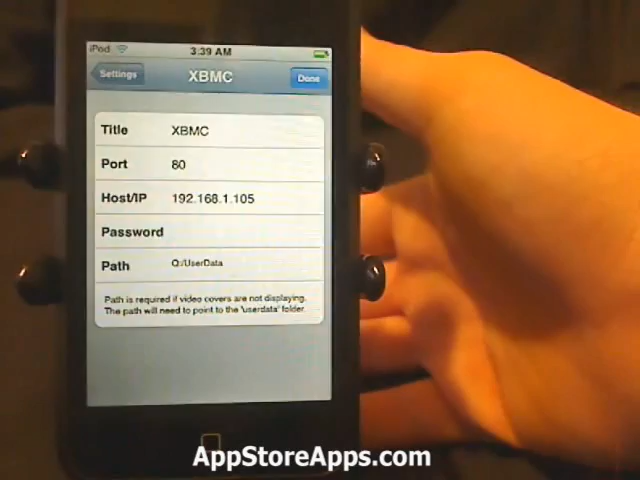 iPod 3:39 AM
Settings XBMC Done
Title XBMC
Port 80
Host/IP 192.168.1.105
Password
Path Q:/UserData
Path is required if video covers are not displaying.
The path will need to point to the 'userdata' folder.
AppStoreApps.com